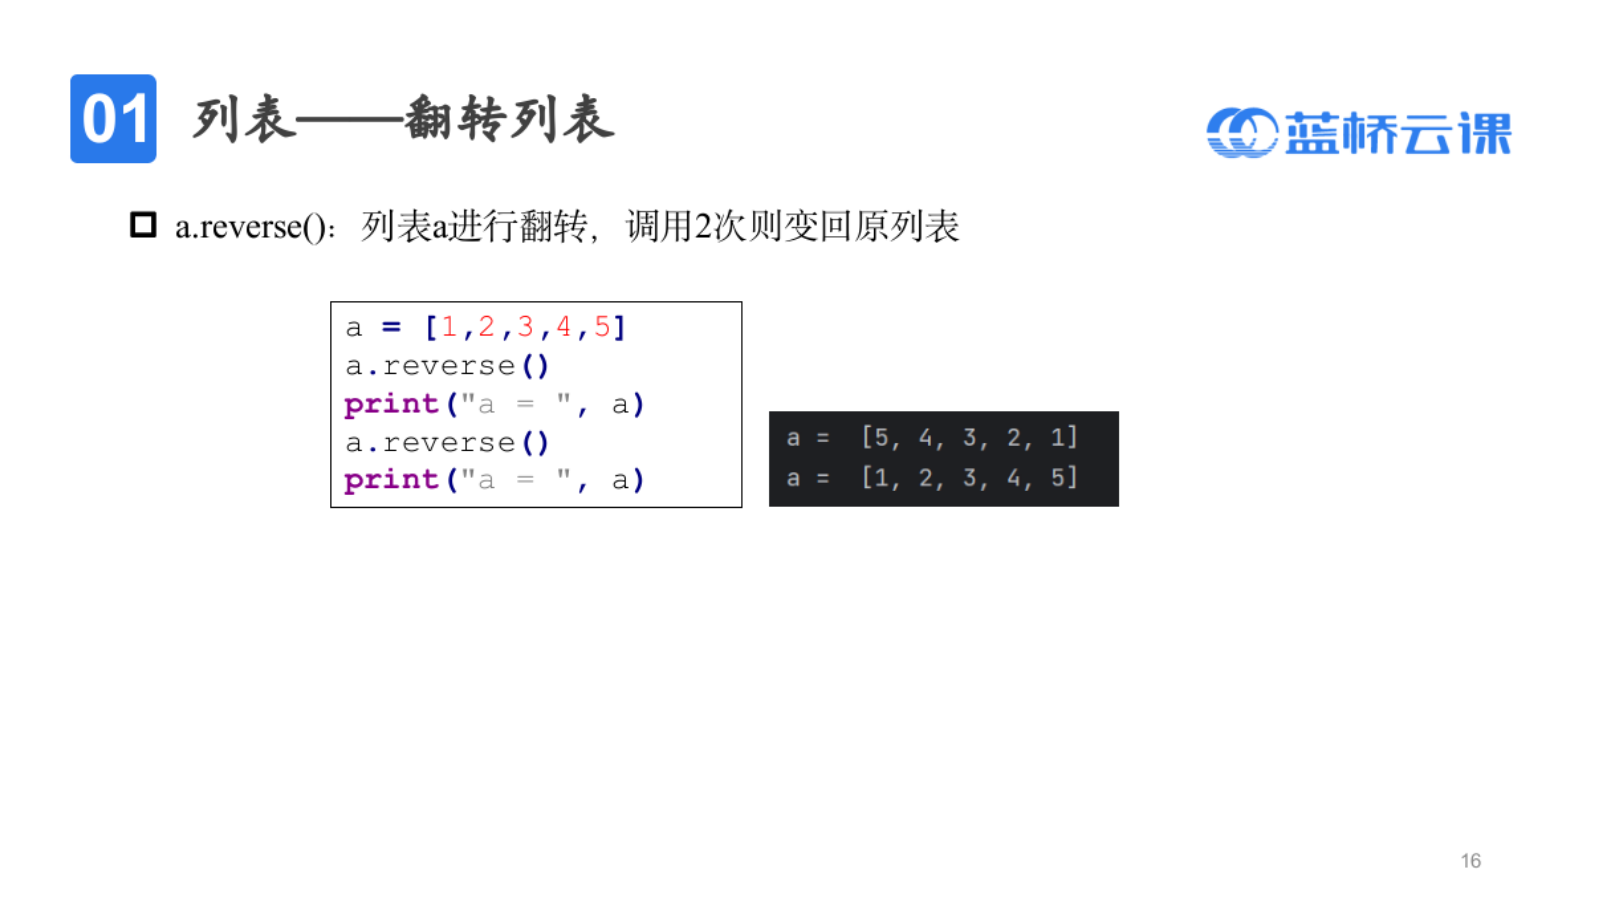 01 列表——翻转列表
蓝桥云课
a.reverse()：列表a进行翻转，调用2次则变回原列表
a = [1,2,3,4,5]
a.reverse()
print("a = ", a)
a.reverse()
print("a = ", a)
a =  [5, 4, 3, 2, 1]
a =  [1, 2, 3, 4, 5]
16